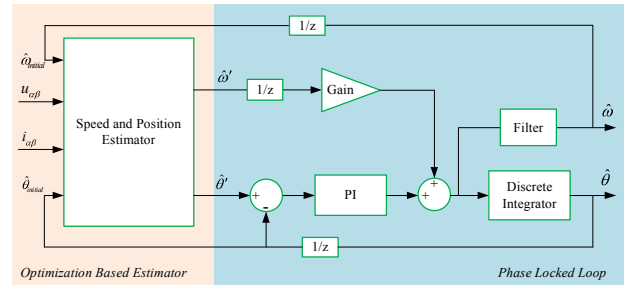 1/z
ω̂initial
ω̂′
1/z
Gain
uαβ
Speed and Position
Estimator
Filter
ω̂
iαβ
θ̂initial
θ̂′
+
-
PI
+
+
Discrete
Integrator
θ̂
1/z
Optimization Based Estimator
Phase Locked Loop